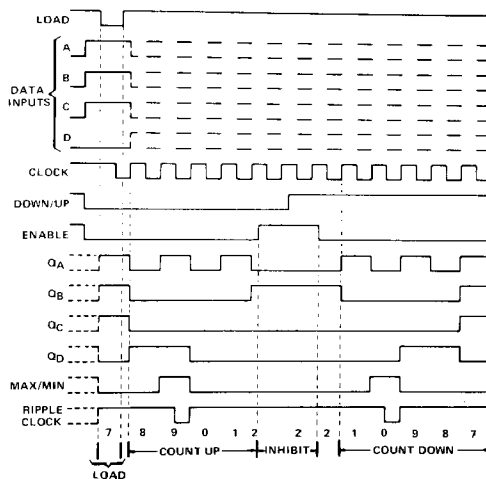 LOAD
A
B
DATA
INPUTS
C
D
CLOCK
DOWN/UP
ENABLE
QA
QB
QC
QD
MAX/MIN
RIPPLE
CLOCK
7 8 9 0 1 2 2 2 1 0 9 8 7
COUNT UP INHIBIT COUNT DOWN
LOAD